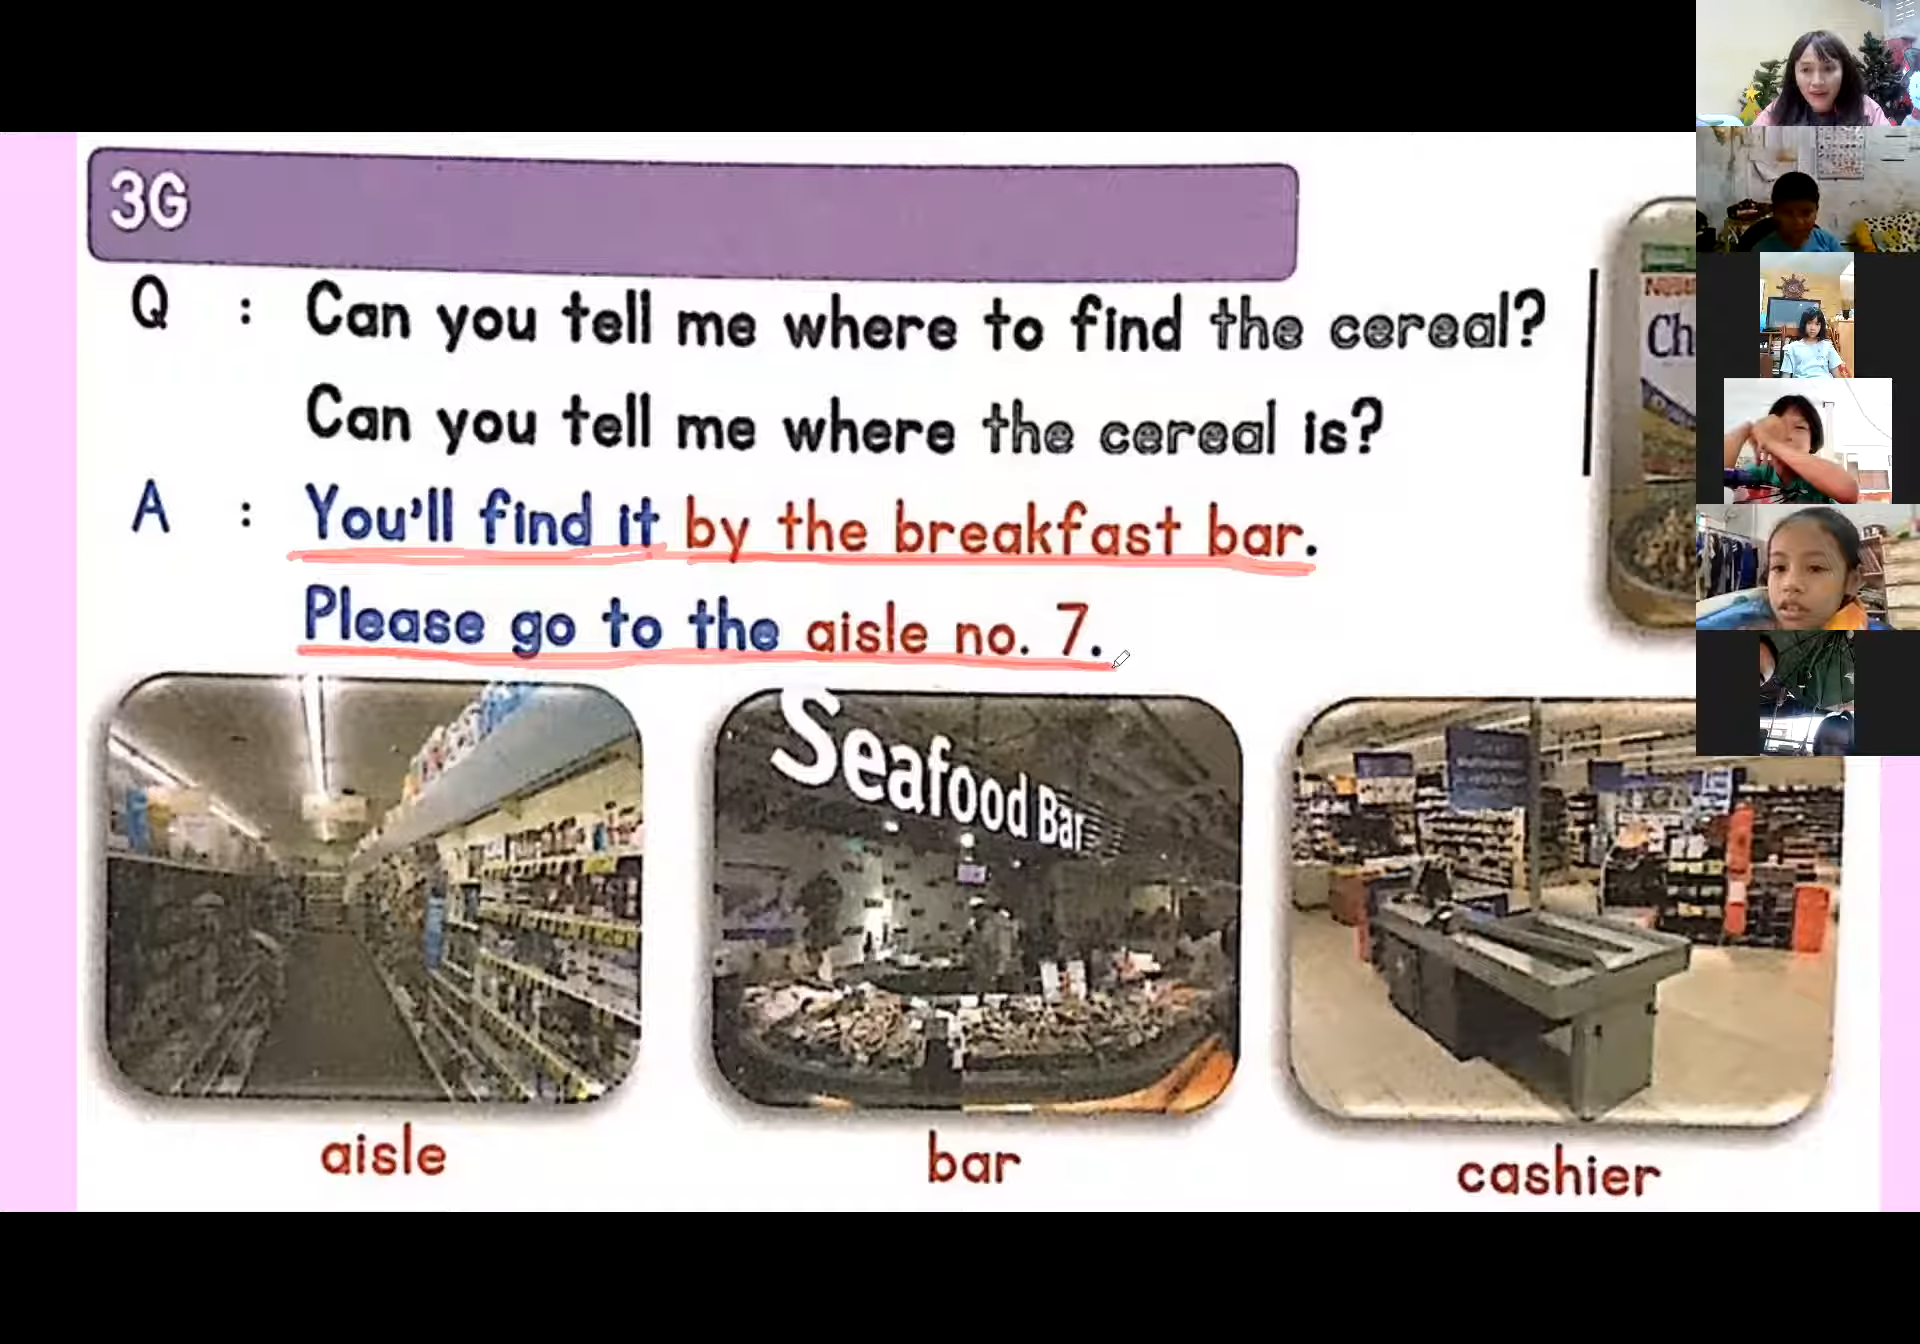 3G
Q : Can you tell me where to find the cereal?
Can you tell me where the cereal is?
A : You'll find it by the breakfast bar.
Please go to the aisle no. 7.
Ch
Seafood Bar
aisle
bar
cashier